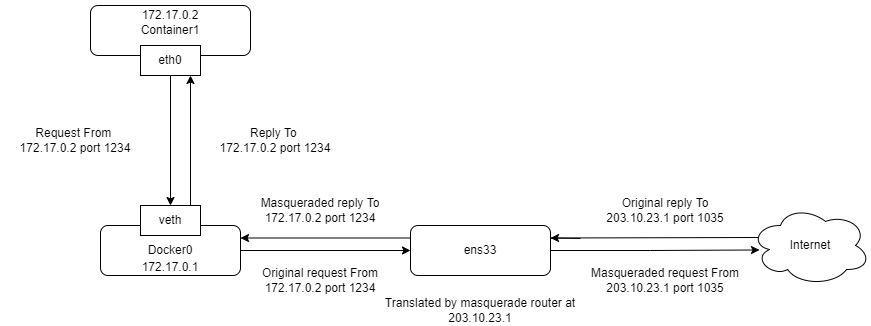 172.17.0.2
Container1
eth0
Request From
172.17.0.2 port 1234
Reply To
172.17.0.2 port 1234
veth
Docker0
172.17.0.1
Masqueraded reply To
172.17.0.2 port 1234
Original request From
172.17.0.2 port 1234
ens33
Translated by masquerade router at
203.10.23.1
Original reply To
203.10.23.1 port 1035
Masqueraded request From
203.10.23.1 port 1035
Internet